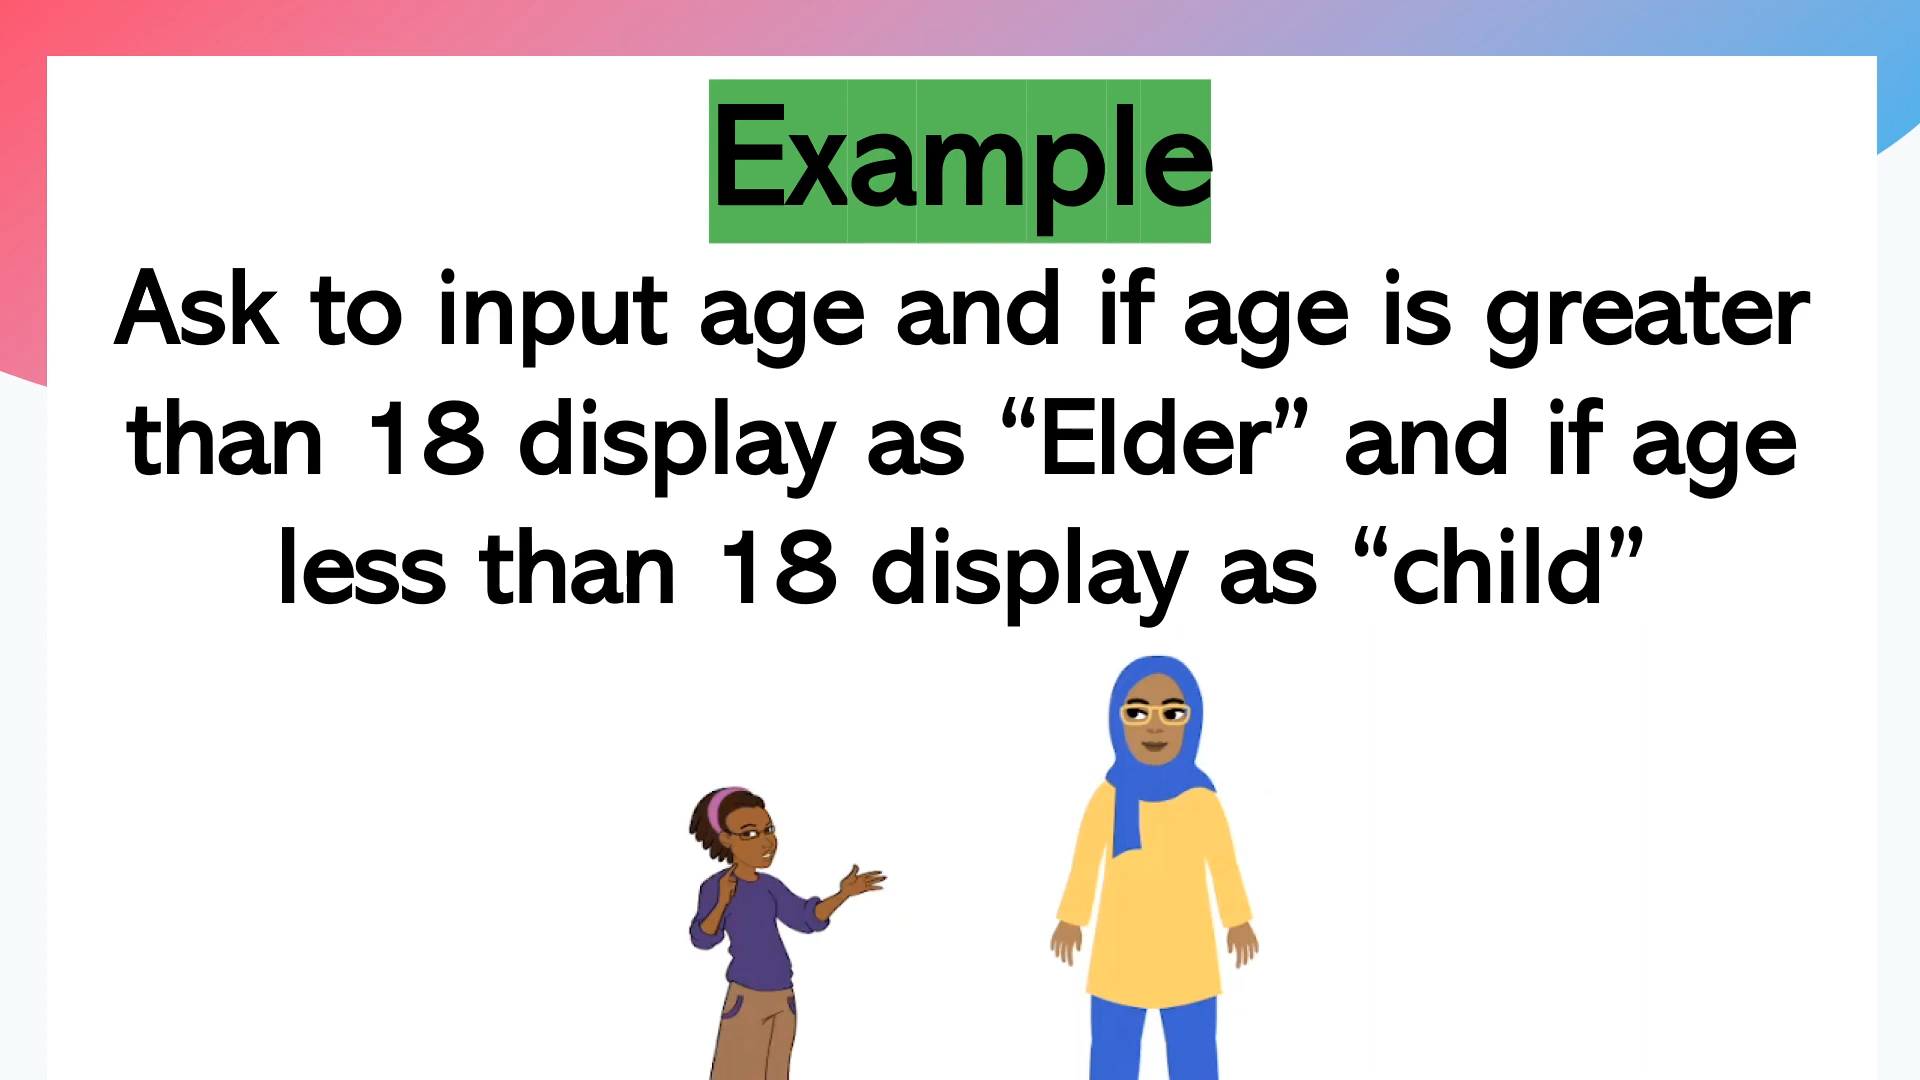 Example
Ask to input age and if age is greater
than 18 display as “Elder” and if age
less than 18 display as “child”